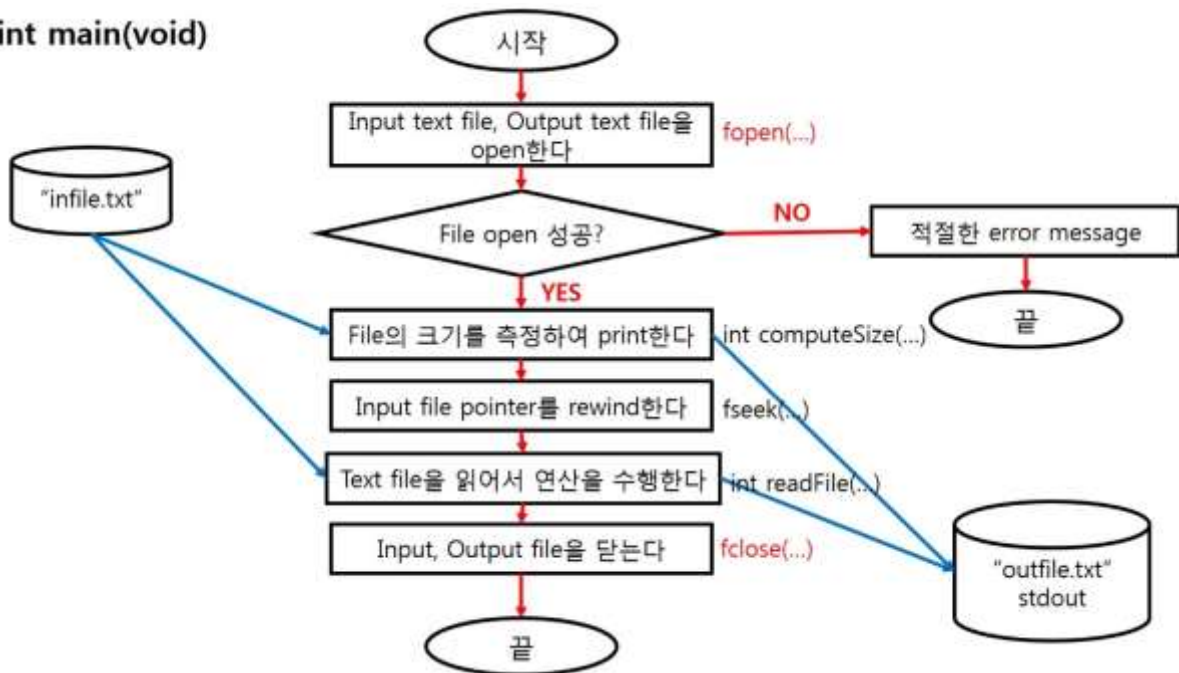 int main(void)
시작
Input text file, Output text file을
open한다
fopen(...)
"infile.txt"
File open 성공?
NO
적절한 error message
끝
YES
File의 크기를 측정하여 print한다
int computeSize(...)
Input file pointer를 rewind한다
fseek(...)
Text file을 읽어서 연산을 수행한다
int readFile(...)
Input, Output file을 닫는다
fclose(...)
"outfile.txt"
stdout
끝